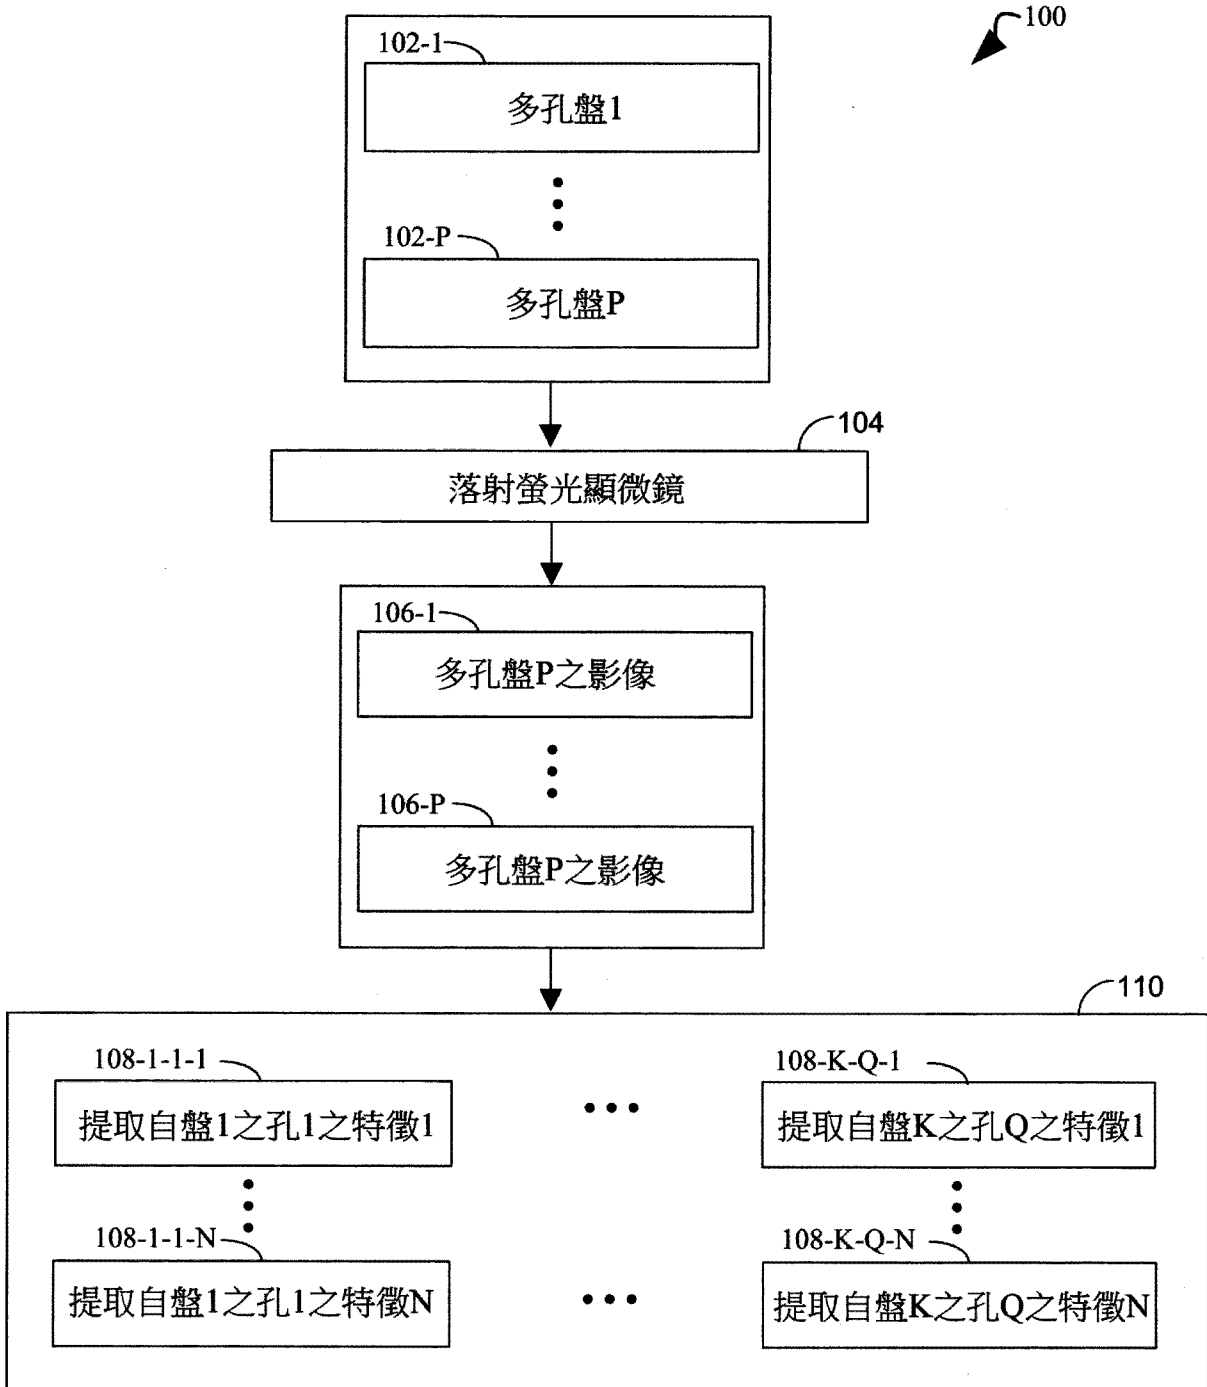 100
102-1
多孔盤1
102-P
多孔盤P
104
落射螢光顯微鏡
106-1
多孔盤P之影像
106-P
多孔盤P之影像
110
108-1-1-1
108-K-Q-1
提取自盤1之孔1之特徵1
提取自盤K之孔Q之特徵1
108-1-1-N
108-K-Q-N
提取自盤1之孔1之特徵N
提取自盤K之孔Q之特徵N